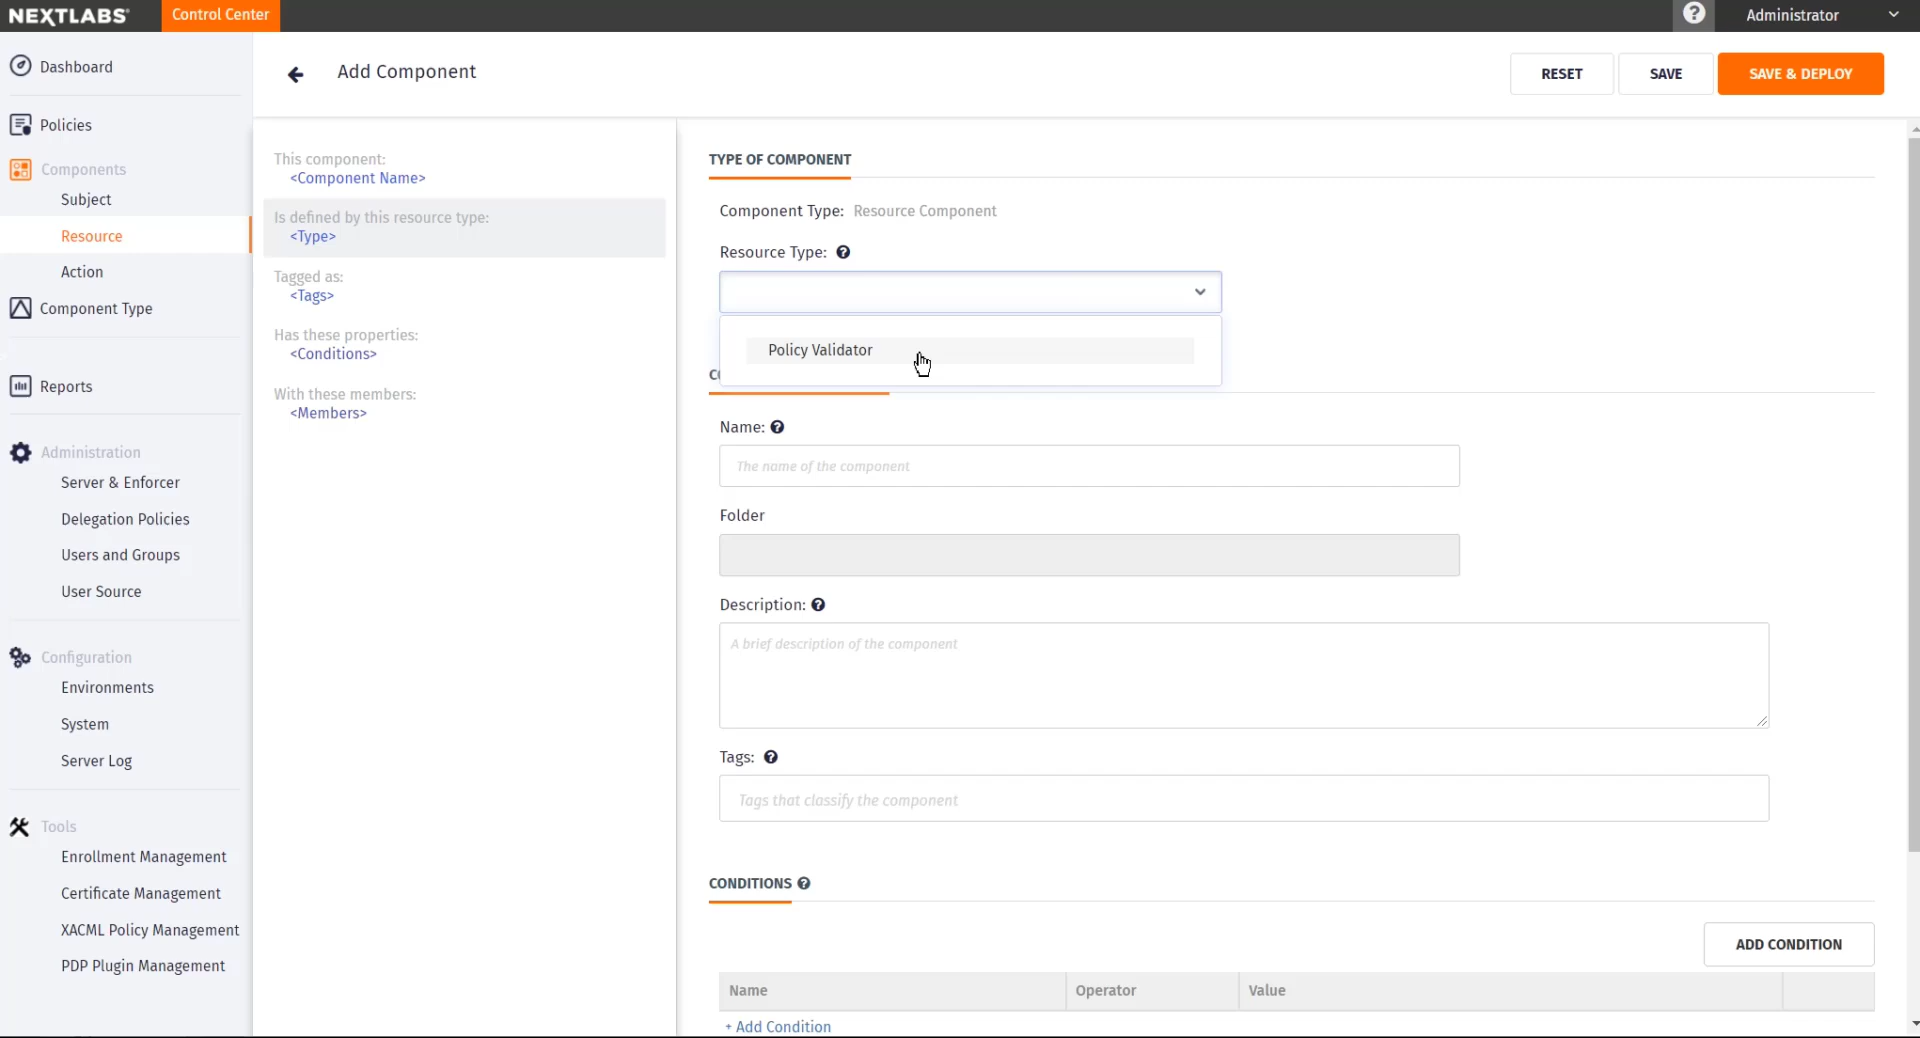 NEXTLABS
Control Center
Administrator
Dashboard
Policies
Components
Subject
Resource
Action
Component Type
Reports
Administration
Server & Enforcer
Delegation Policies
Users and Groups
User Source
Configuration
Environments
System
Server Log
Tools
Enrollment Management
Certificate Management
XACML Policy Management
PDP Plugin Management
Add Component
RESET
SAVE
SAVE & DEPLOY
This component:
<Component Name>
Is defined by this resource type:
<Type>
Tagged as:
<Tags>
Has these properties:
<Conditions>
With these members:
<Members>
TYPE OF COMPONENT
Component Type: Resource Component
Resource Type:
Policy Validator
Name:
The name of the component
Folder
Description:
A brief description of the component
Tags:
Tags that classify the component
CONDITIONS
ADD CONDITION
Name Operator Value
+ Add Condition